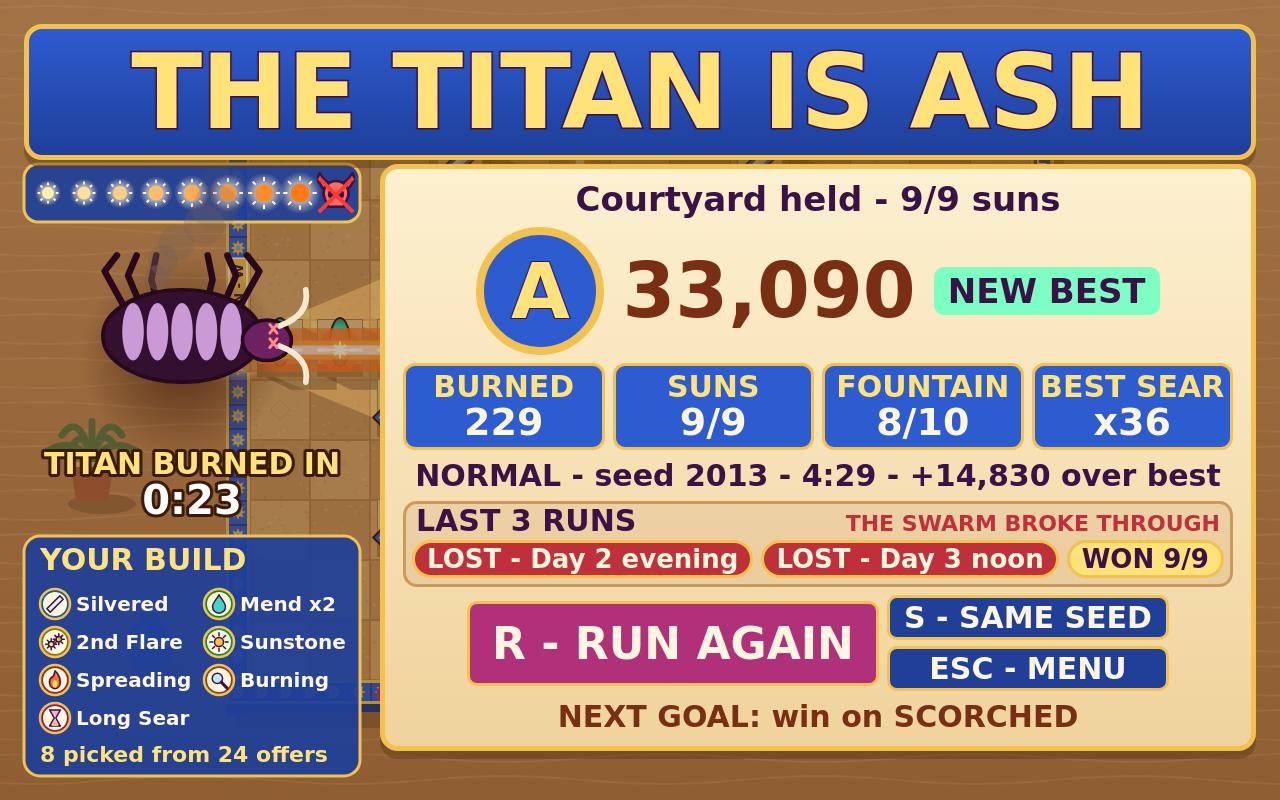 THE TITAN IS ASH
Courtyard held - 9/9 suns
A 33,090 NEW BEST
BURNED SUNS FOUNTAIN BEST SEAR
229 9/9 8/10 x36
NORMAL - seed 2013 - 4:29 - +14,830 over best
LAST 3 RUNS THE SWARM BROKE THROUGH
LOST - Day 2 evening LOST - Day 3 noon WON 9/9
R - RUN AGAIN
S - SAME SEED
ESC - MENU
NEXT GOAL: win on SCORCHED
TITAN BURNED IN
0:23
YOUR BUILD
Silvered Mend x2
2nd Flare Sunstone
Spreading Burning
Long Sear
8 picked from 24 offers